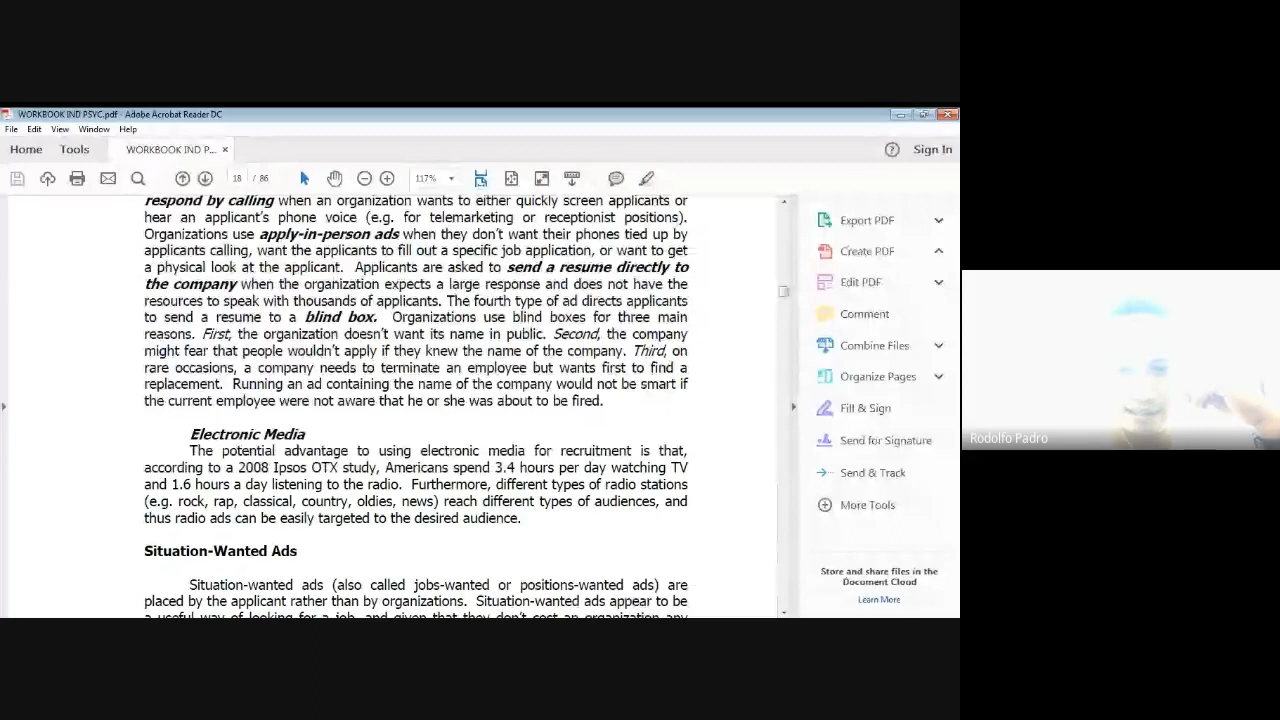 WORKBOOK IND PSYC.pdf - Adobe Acrobat Reader DC
File Edit View Window Help
Home Tools WORKBOOK IND P... × ? Sign In
18 / 86 117%
respond by calling when an organization wants to either quickly screen applicants or
hear an applicant's phone voice (e.g. for telemarketing or receptionist positions).
Organizations use apply-in-person ads when they don't want their phones tied up by
applicants calling, want the applicants to fill out a specific job application, or want to get
a physical look at the applicant. Applicants are asked to send a resume directly to
the company when the organization expects a large response and does not have the
resources to speak with thousands of applicants. The fourth type of ad directs applicants
to send a resume to a blind box. Organizations use blind boxes for three main
reasons. First, the organization doesn't want its name in public. Second, the company
might fear that people wouldn't apply if they knew the name of the company. Third, on
rare occasions, a company needs to terminate an employee but wants first to find a
replacement. Running an ad containing the name of the company would not be smart if
the current employee were not aware that he or she was about to be fired.
Electronic Media
The potential advantage to using electronic media for recruitment is that,
according to a 2008 Ipsos OTX study, Americans spend 3.4 hours per day watching TV
and 1.6 hours a day listening to the radio. Furthermore, different types of radio stations
(e.g. rock, rap, classical, country, oldies, news) reach different types of audiences, and
thus radio ads can be easily targeted to the desired audience.
Situation-Wanted Ads
Situation-wanted ads (also called jobs-wanted or positions-wanted ads) are
placed by the applicant rather than by organizations. Situation-wanted ads appear to be
a useful way of looking for a job, and given that they don't cost an organization any
Export PDF
Create PDF
Edit PDF
Comment
Combine Files
Organize Pages
Fill & Sign
Send for Signature
Send & Track
More Tools
Store and share files in the
Document Cloud
Learn More
Rodolfo Padro